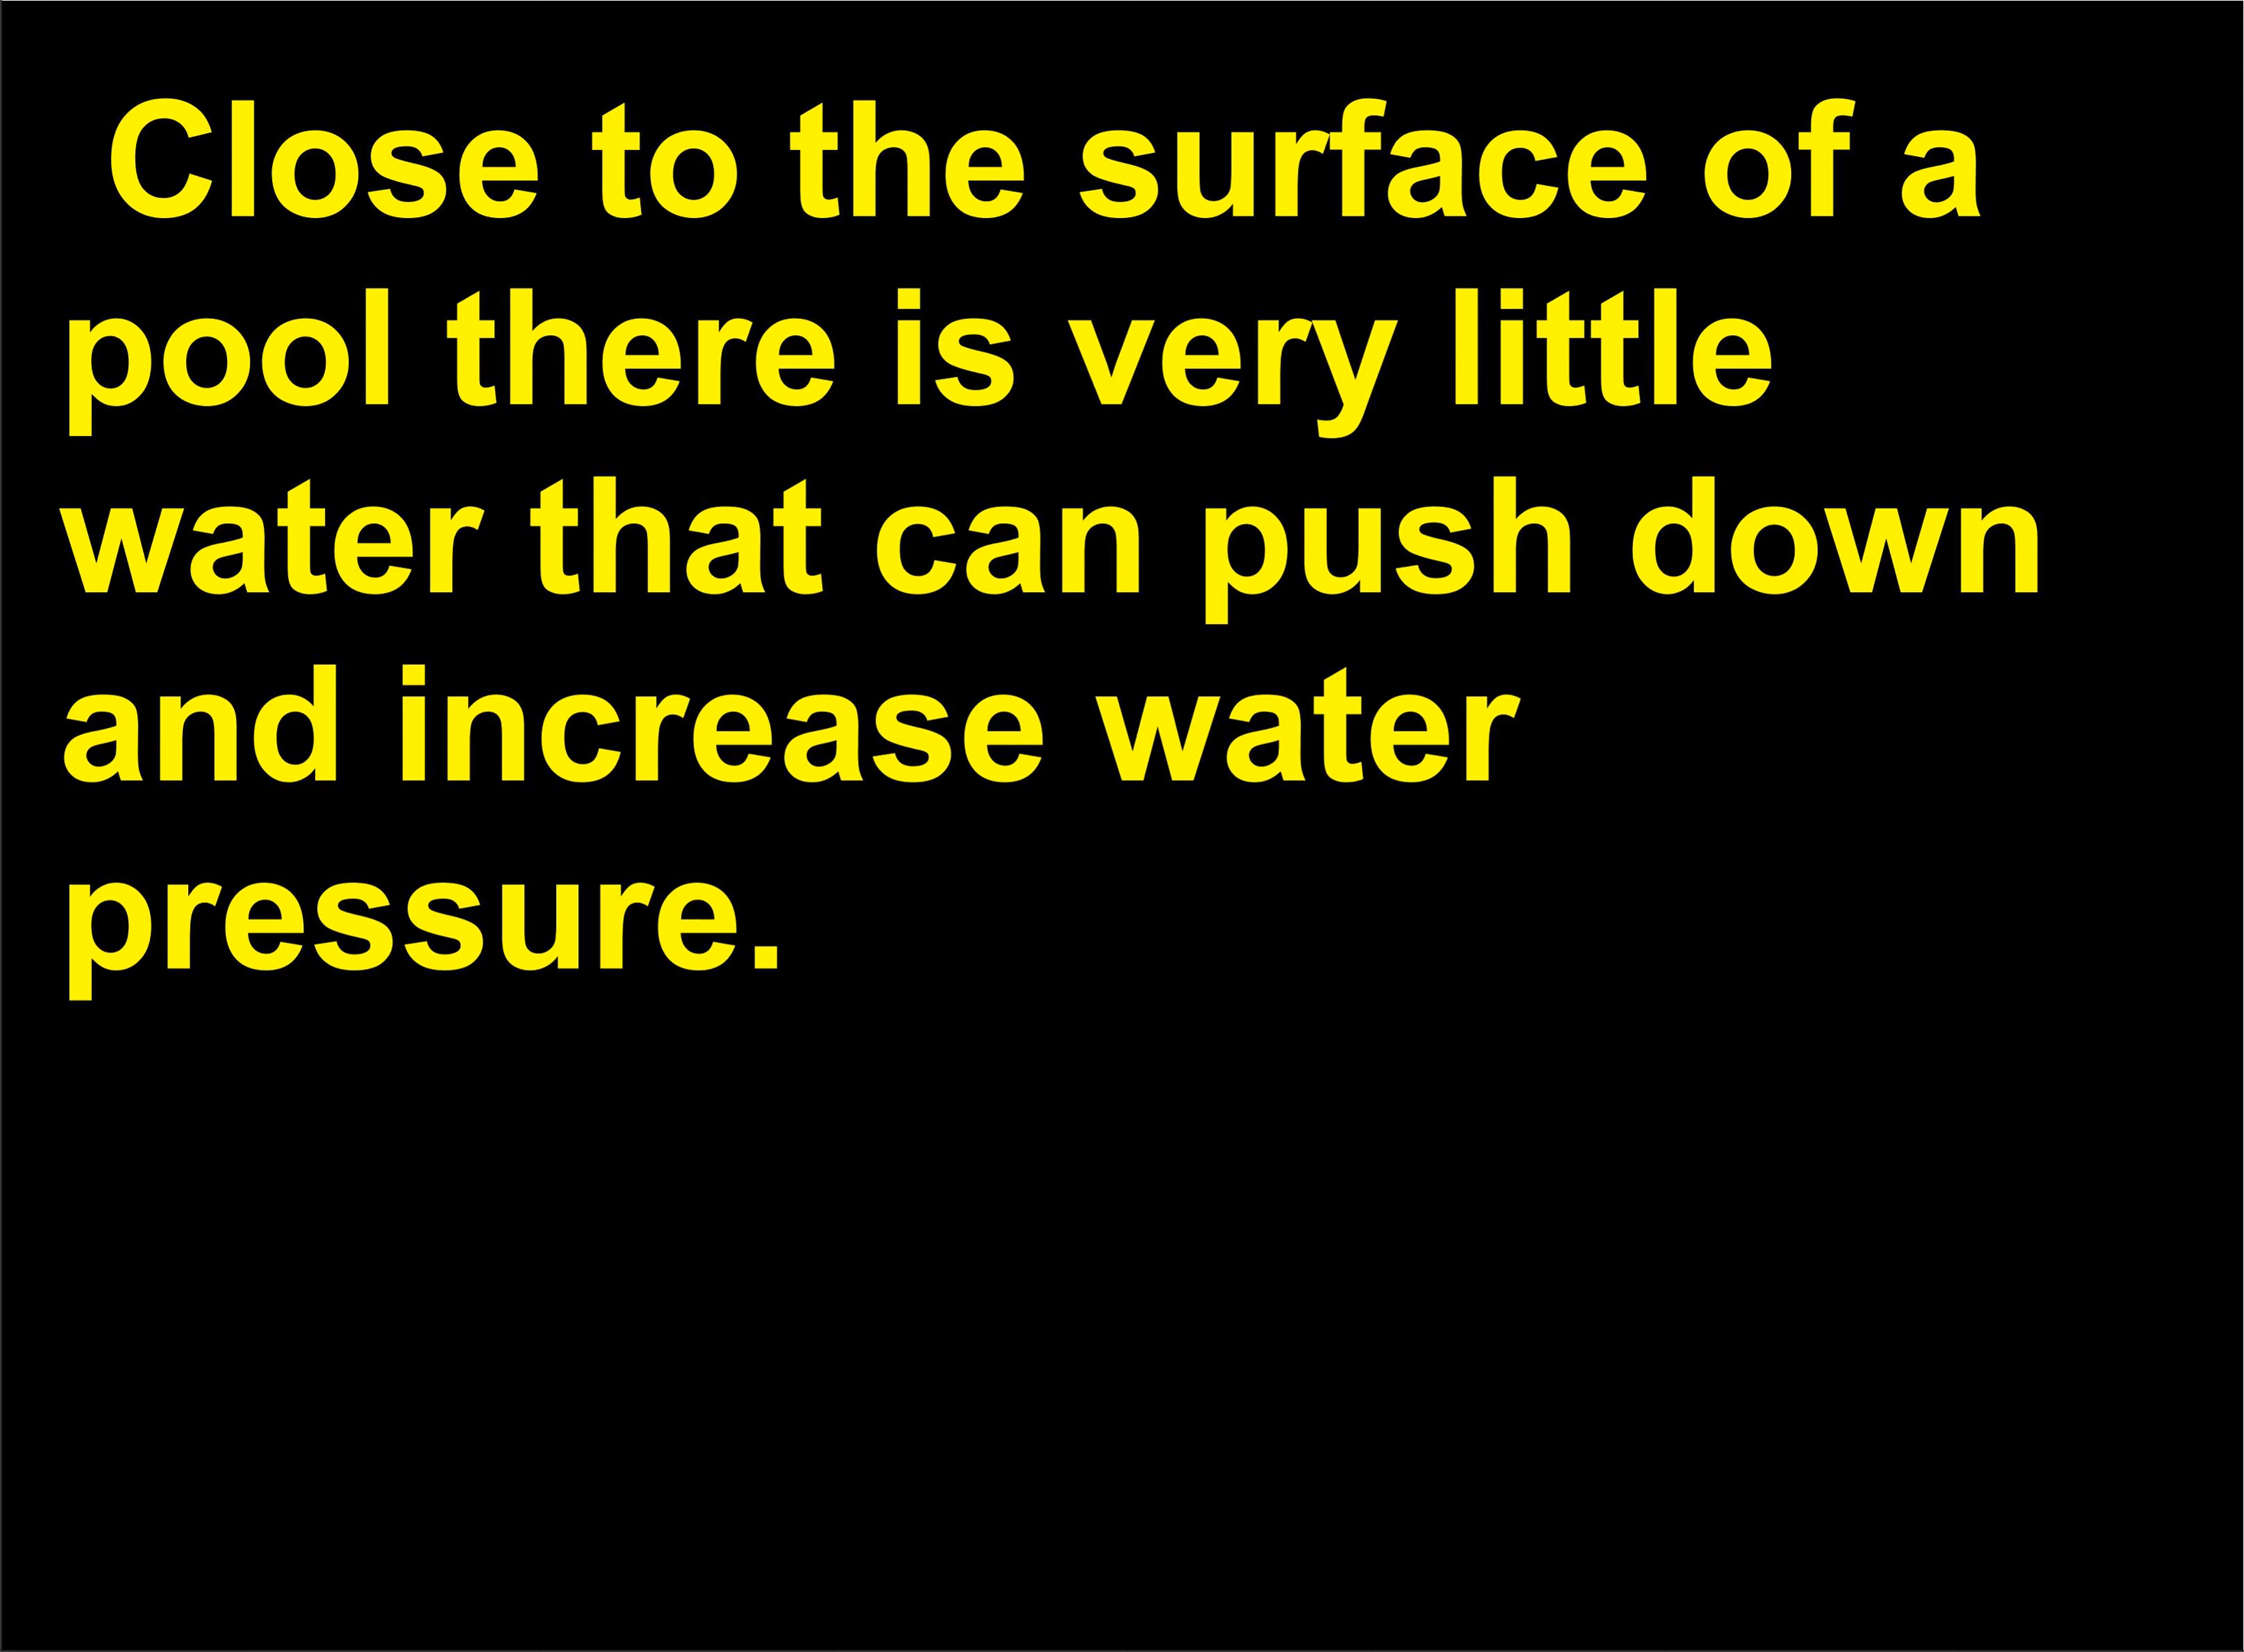 Close to the surface of a
pool there is very little
water that can push down
and increase water
pressure.